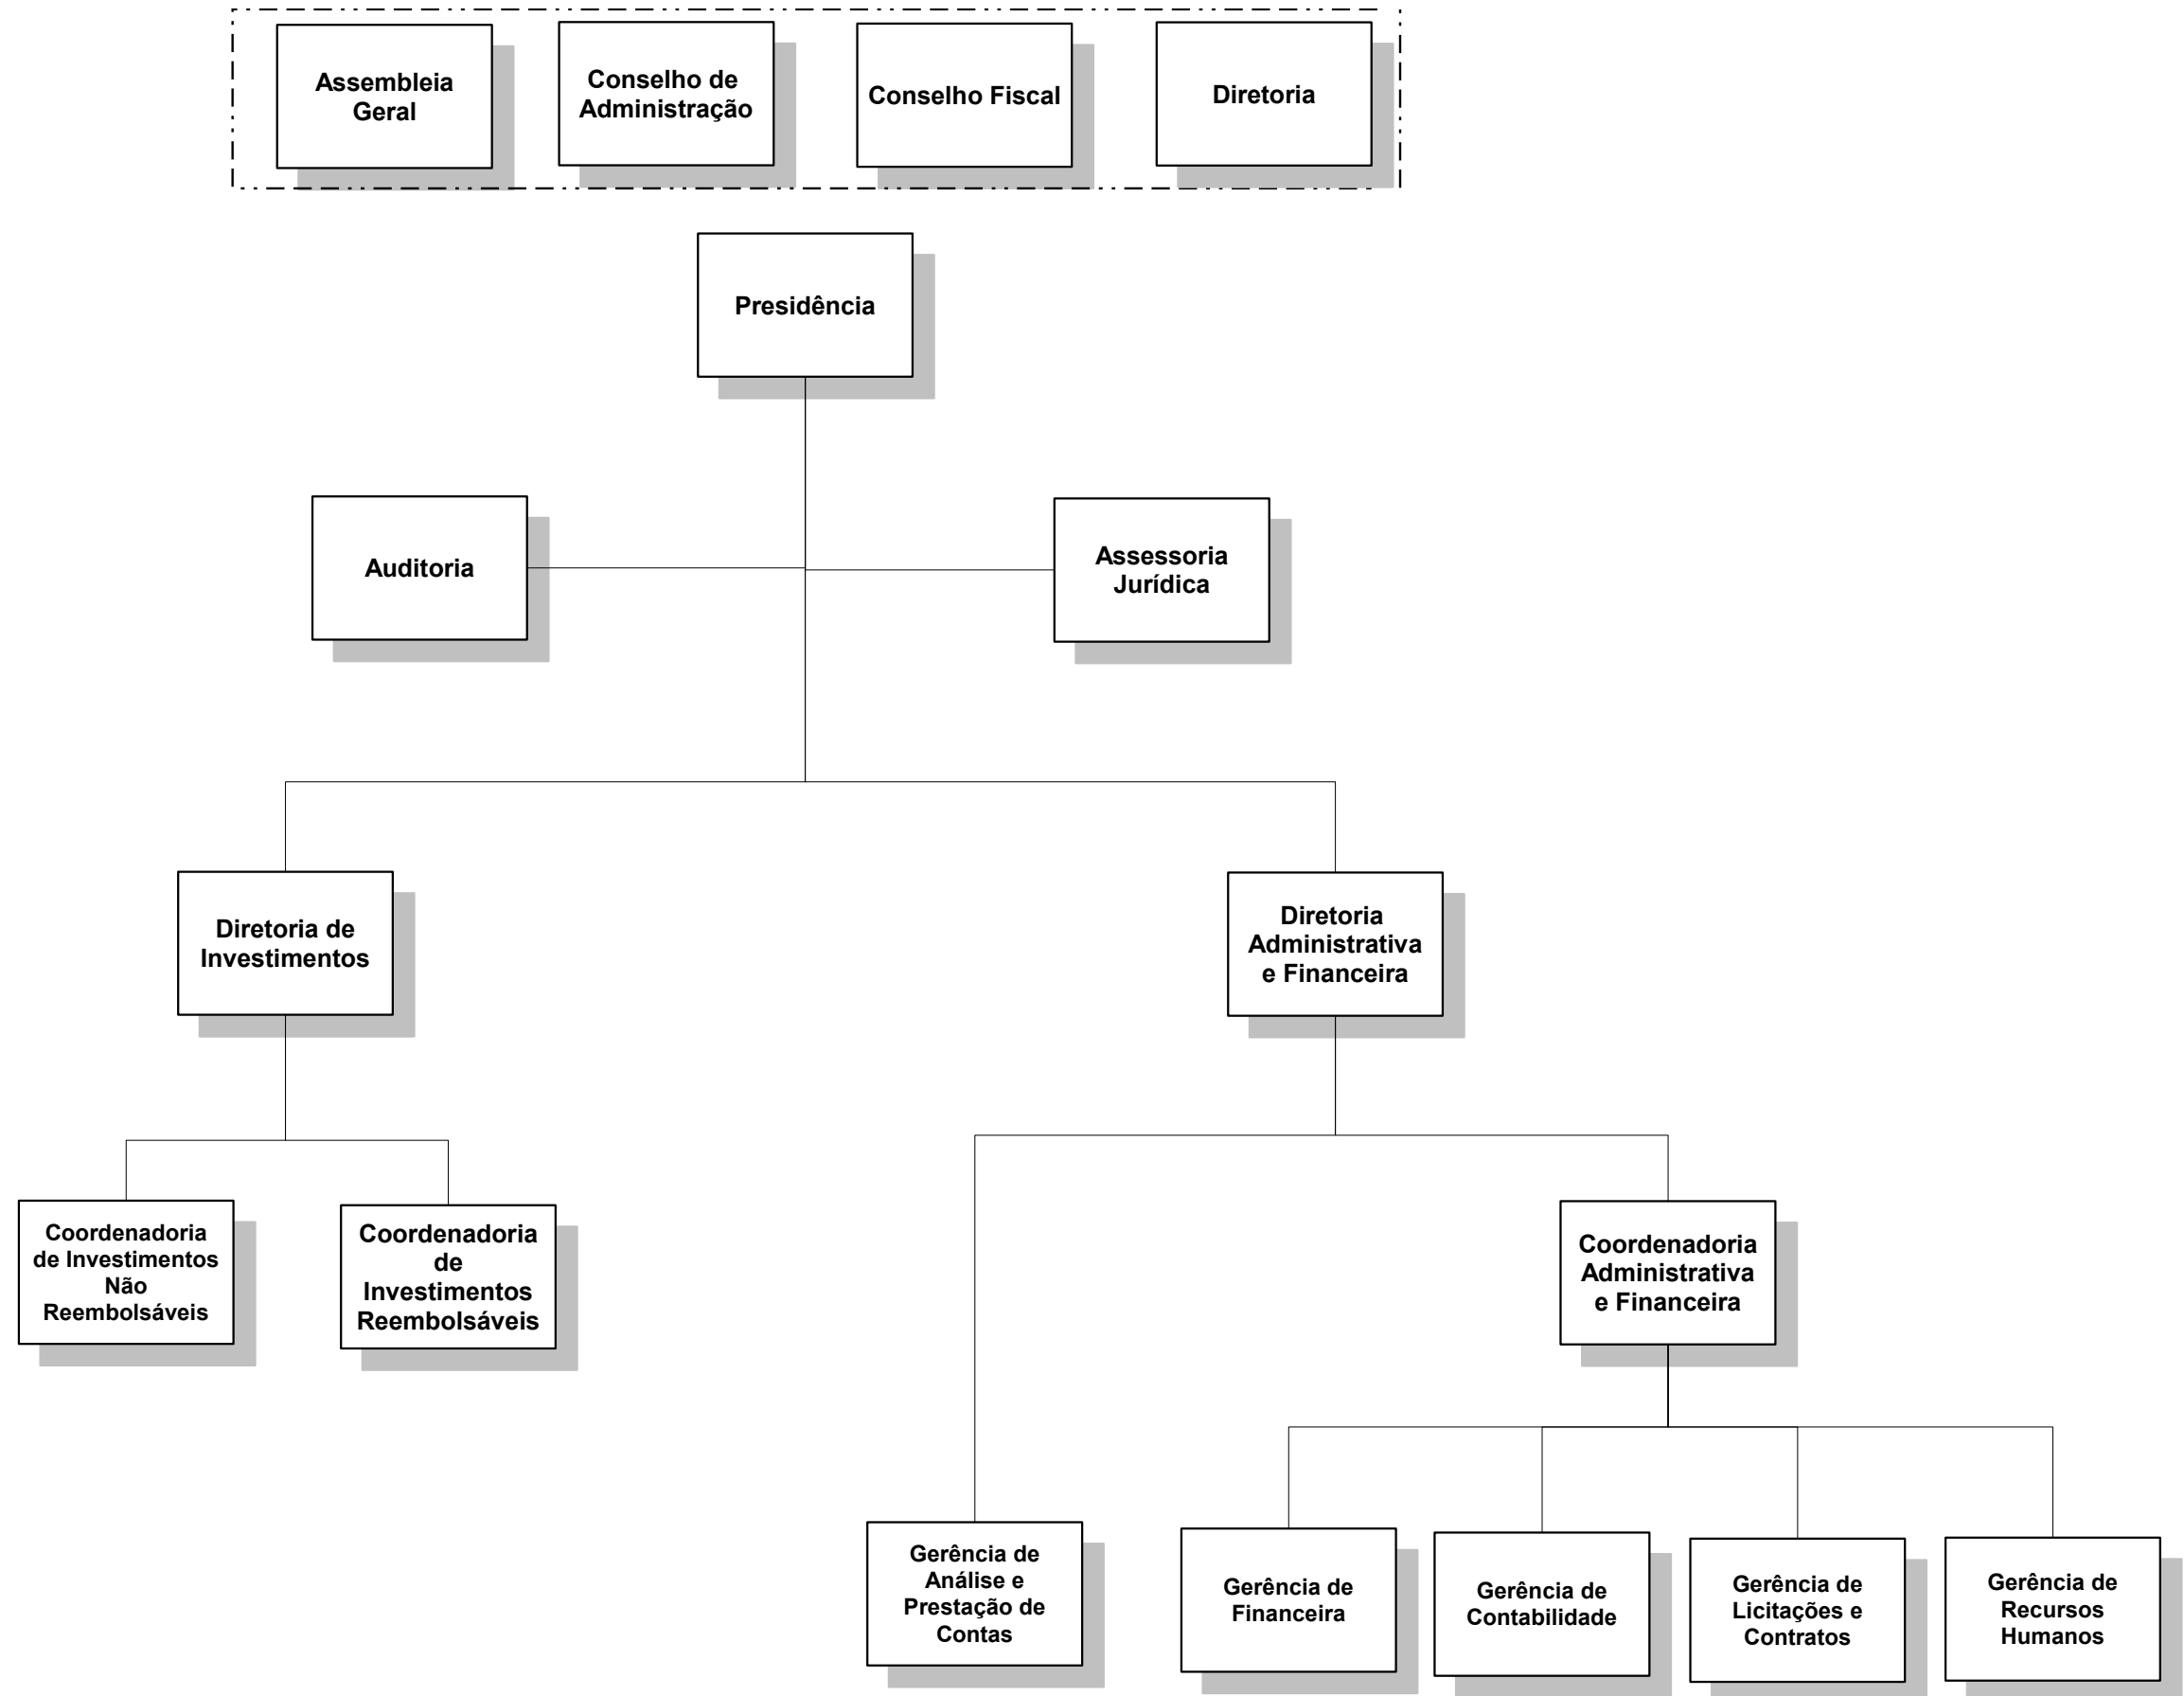 Assembleia
Geral
Conselho de
Administração
Conselho Fiscal
Diretoria
Presidência
Auditoria
Assessoria
Jurídica
Diretoria de
Investimentos
Diretoria
Administrativa
e Financeira
Coordenadoria
de Investimentos
Não
Reembolsáveis
Coordenadoria
de
Investimentos
Reembolsáveis
Coordenadoria
Administrativa
e Financeira
Gerência de
Análise e
Prestação de
Contas
Gerência de
Financeira
Gerência de
Contabilidade
Gerência de
Licitações e
Contratos
Gerência de
Recursos
Humanos